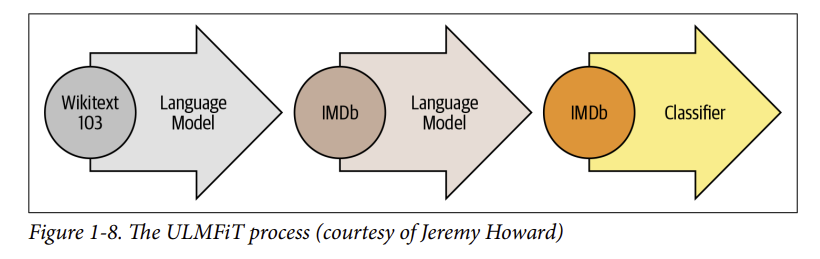 Wikitext
103
Language
Model
IMDb
Language
Model
IMDb
Classifier
Figure 1-8. The ULMFiT process (courtesy of Jeremy Howard)